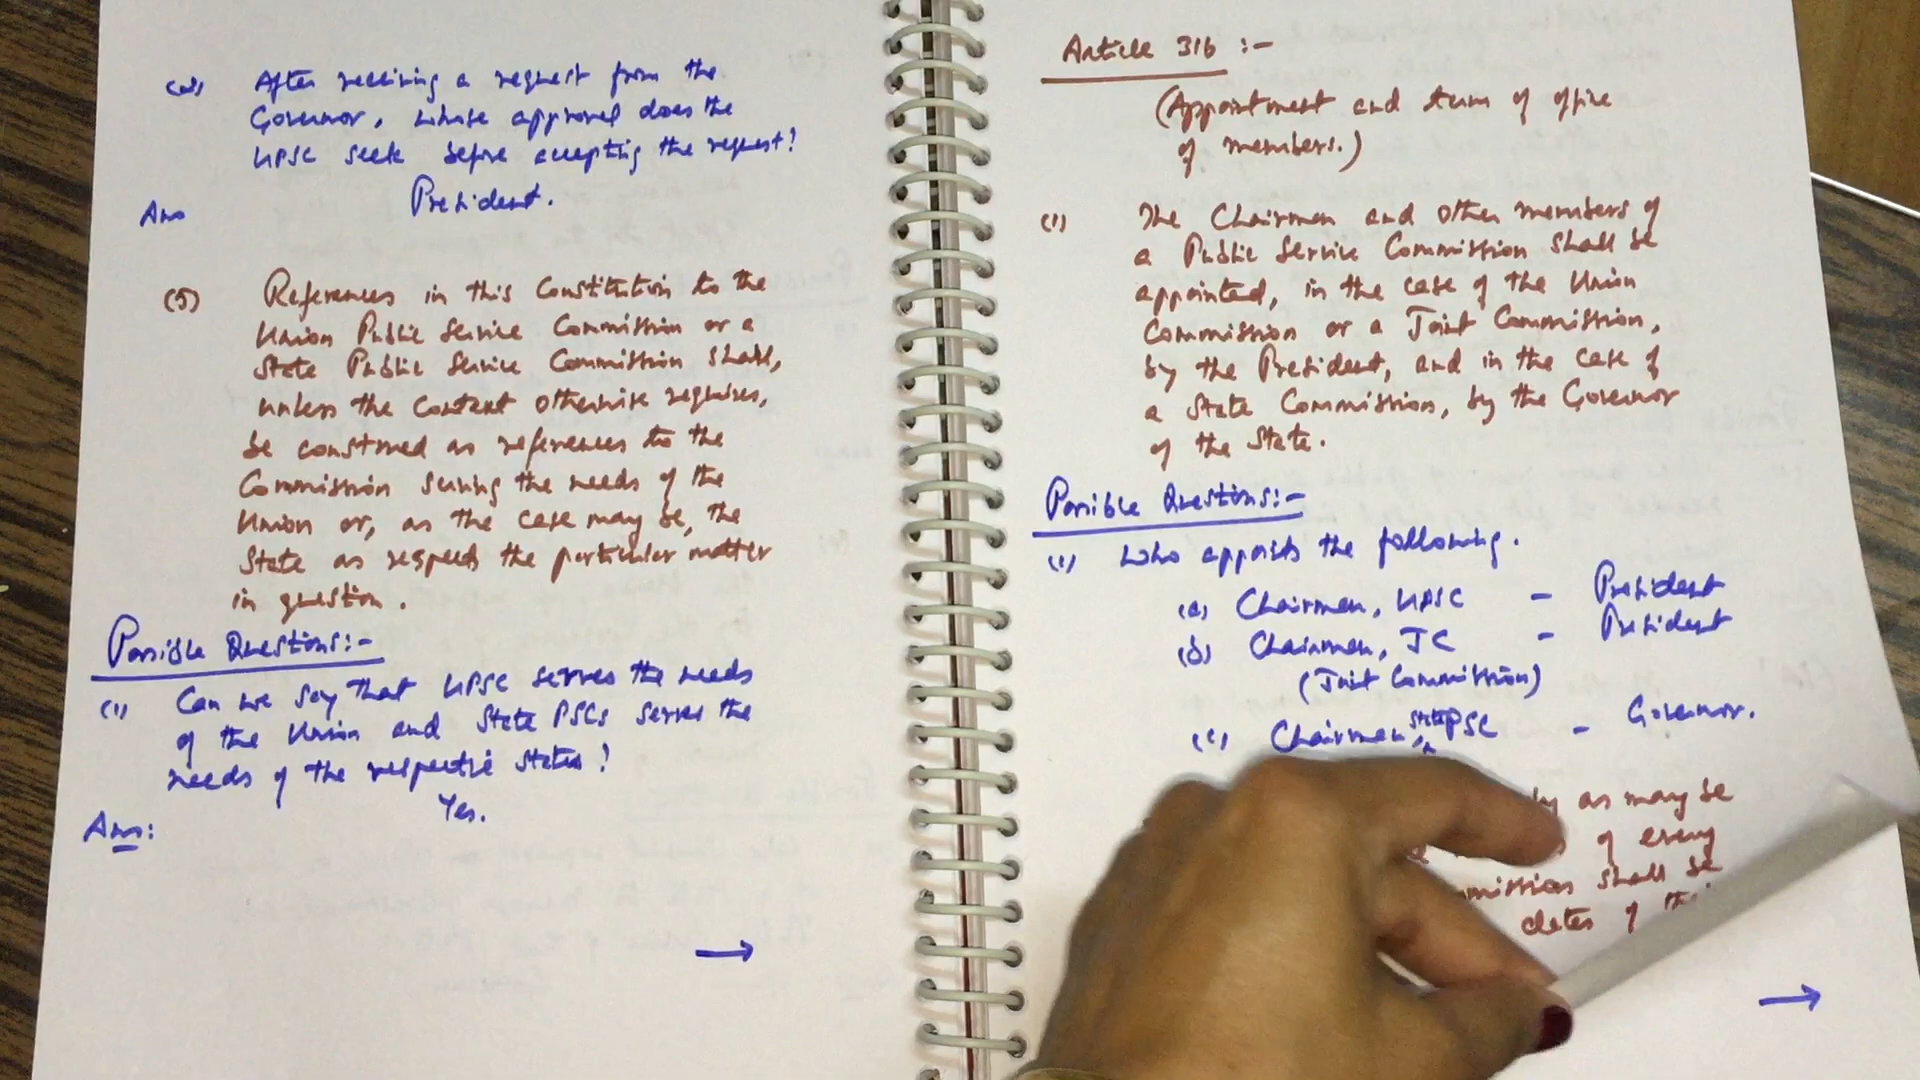 (2) After receiving a request from the
Governor, whose approval does the
UPSC seek before accepting the request?
Ans President.
(5) References in this Constitution to the
Union Public Service Commission or a
State Public Service Commission shall,
unless the context otherwise requires,
be construed as references to the
Commission serving the needs of the
Union or, as the case may be, the
State as respects the particular matter
in question.
Possible Questions:-
(1) Can we say that UPSC serves the needs
of the Union and State PSCs serves the
needs of the respective states?
Yes.
Ans:
Article 316 :-
(Appointment and term of office
of members.)
(1) The Chairman and other members of
a Public Service Commission shall be
appointed, in the case of the Union
Commission or a Joint Commission,
by the President, and in the case of
a State Commission, by the Governor
of the State.
Possible Questions:-
(1) Who appoints the following.
(a) Chairman, UPSC - President
(b) Chairman, JC - President
(Joint Commission)
(c) Chairman, State PSC - Governor.
as may be
of every
shall be
dates of